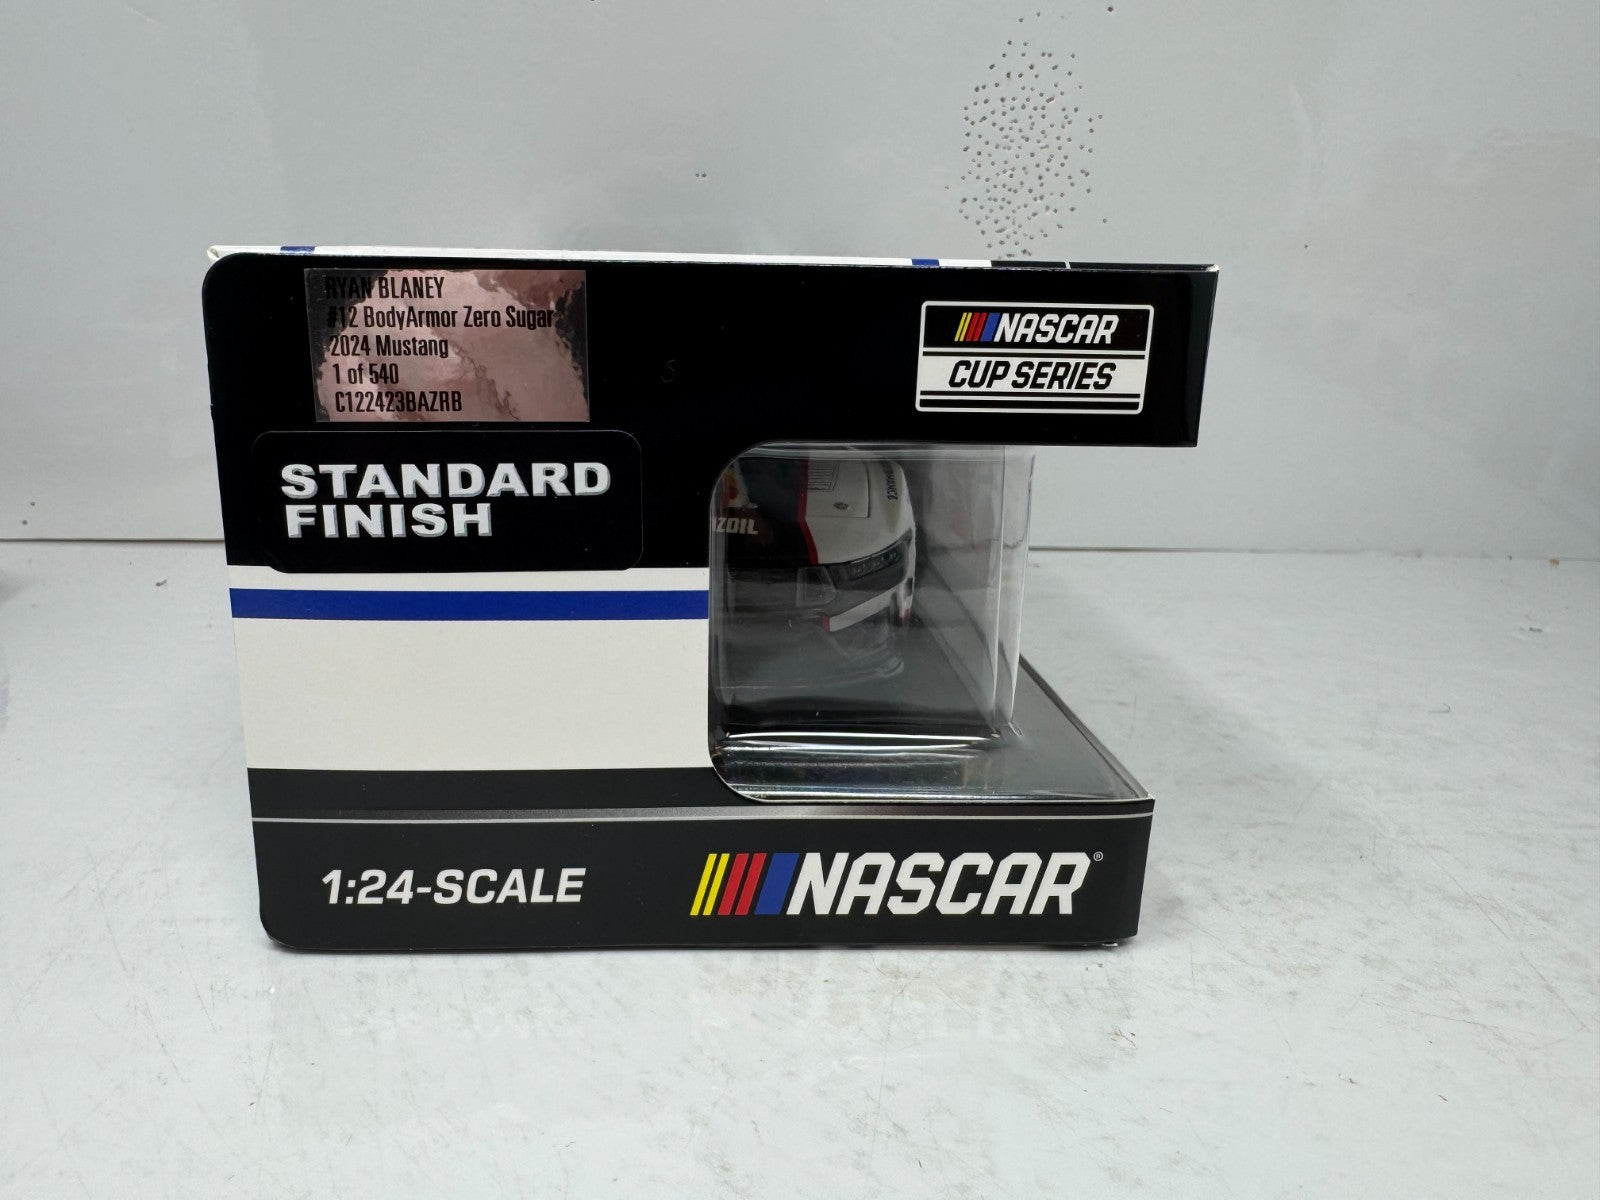 RYAN BLANEY
#12 BodyArmor Zero Sugar
2024 Mustang
1 of 540
C122423BAZRB
NASCAR
CUP SERIES
STANDARD
FINISH
IZOIL
1:24-SCALE
NASCAR®